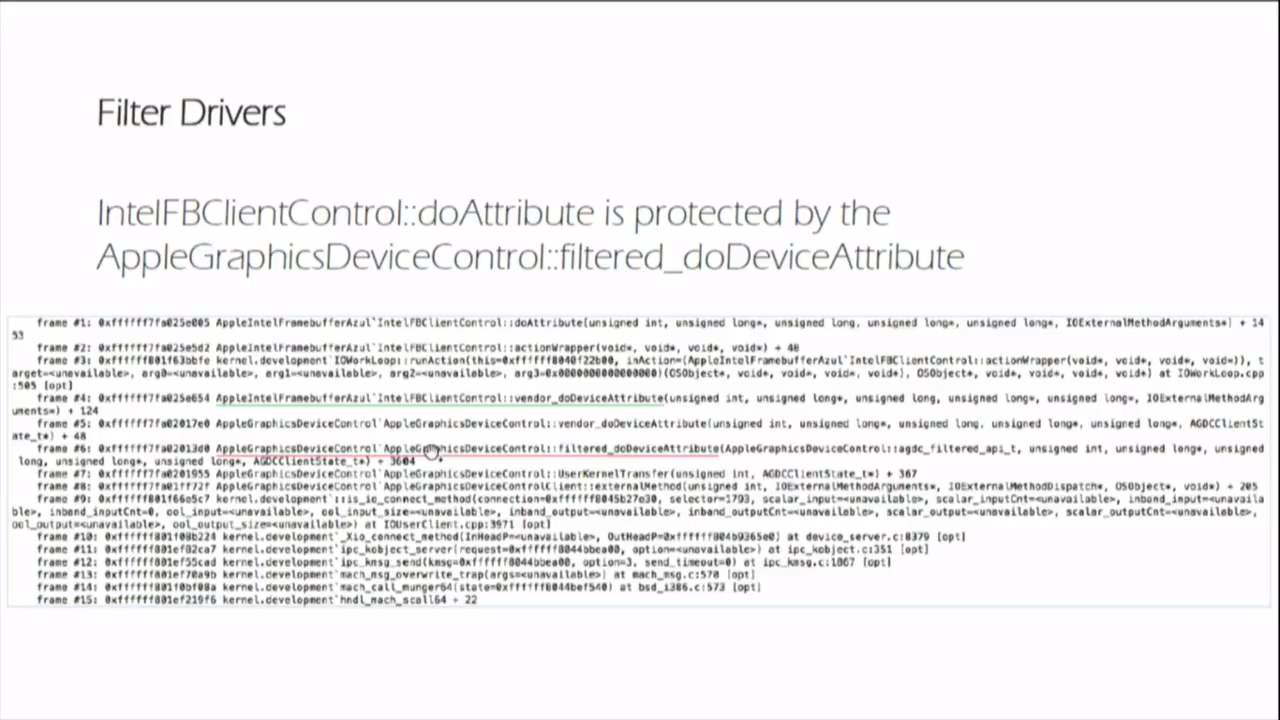 Filter Drivers
IntelFBClientControl::doAttribute is protected by the
AppleGraphicsDeviceControl::filtered_doDeviceAttribute
frame #1: 0xffffff7fa025e005 AppleIntelFramebufferAzul`IntelFBClientControl::doAttribute(unsigned int, unsigned long*, unsigned long, unsigned long*, unsigned long*, IOExternalMethodArguments*) + 14
53
frame #2: 0xffffff7fa025e5d2 AppleIntelFramebufferAzul`IntelFBClientControl::actionWrapper(void*, void*, void*, void*) + 48
frame #3: 0xffffff801f63bbfe kernel.development`IOWorkLoop::runAction(this=0xffffff8040f22b00, inAction=(AppleIntelFramebufferAzul`IntelFBClientControl::actionWrapper(void*, void*, void*, void*)), t
arget=<unavailable>, arg0=<unavailable>, arg1=<unavailable>, arg2=<unavailable>, arg3=0x0000000000000000)(OSObject*, void*, void*, void*, void*), OSObject*, void*, void*, void*, void*) at IOWorkLoop.cpp
:505 [opt]
frame #4: 0xffffff7fa025e654 AppleIntelFramebufferAzul`IntelFBClientControl::vendor_doDeviceAttribute(unsigned int, unsigned long*, unsigned long, unsigned long*, unsigned long*, IOExternalMethodArg
uments*) + 124
frame #5: 0xffffff7fa02017e0 AppleGraphicsDeviceControl`AppleGraphicsDeviceControl::vendor_doDeviceAttribute(unsigned int, unsigned long*, unsigned long, unsigned long*, unsigned long*, AGDCClientSt
ate_t*) + 48
frame #6: 0xffffff7fa02013d0 AppleGraphicsDeviceControl`AppleGraphicsDeviceControl::filtered_doDeviceAttribute(AppleGraphicsDeviceControl::agdc_filtered_api_t, unsigned int, unsigned long*, unsigned
long, unsigned long*, unsigned long*, AGDCClientState_t*) + 3604
frame #7: 0xffffff7fa0201955 AppleGraphicsDeviceControl`AppleGraphicsDeviceControl::UserKernelTransfer(unsigned int, AGDCClientState_t*) + 367
frame #8: 0xffffff7fa01ff72f AppleGraphicsDeviceControl`AppleGraphicsDeviceControlClient::externalMethod(unsigned int, IOExternalMethodArguments*, IOExternalMethodDispatch*, OSObject*, void*) + 205
frame #9: 0xffffff801f66e5c7 kernel.development`::is_io_connect_method(connection=0xffffff8045b27e30, selector=1793, scalar_input=<unavailable>, scalar_inputCnt=<unavailable>, inband_input=<unavaila
ble>, inband_inputCnt=0, ool_input=<unavailable>, ool_input_size=<unavailable>, inband_output=<unavailable>, inband_outputCnt=<unavailable>, scalar_output=<unavailable>, scalar_outputCnt=<unavailable>,
ool_output=<unavailable>, ool_output_size=<unavailable>) at IOUserClient.cpp:3971 [opt]
frame #10: 0xffffff801f08b224 kernel.development`_Xio_connect_method(InHeadP=<unavailable>, OutHeadP=0xffffff804b9365e0) at device_server.c:8379 [opt]
frame #11: 0xffffff801ef82ca7 kernel.development`ipc_kobject_server(request=0xffffff8044bbea00, option=<unavailable>) at ipc_kobject.c:351 [opt]
frame #12: 0xffffff801ef55cad kernel.development`ipc_kmsg_send(kmsg=0xffffff8044bbea00, option=3, send_timeout=0) at ipc_kmsg.c:1867 [opt]
frame #13: 0xffffff801ef70a9b kernel.development`mach_msg_overwrite_trap(args=<unavailable>) at mach_msg.c:570 [opt]
frame #14: 0xffffff801f0bf08a kernel.development`mach_call_munger64(state=0xffffff8044bef540) at bsd_i386.c:573 [opt]
frame #15: 0xffffff801ef219f6 kernel.development`hndl_mach_scall64 + 22